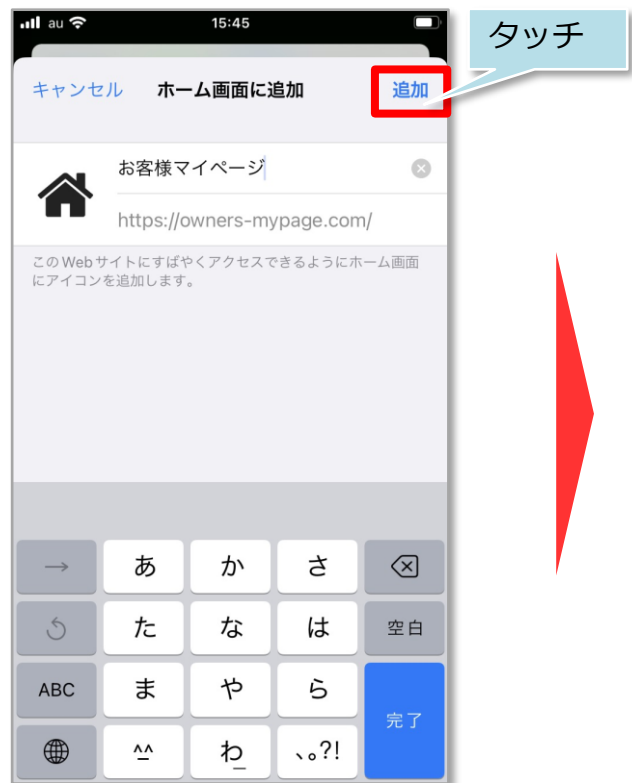 au 15:45
タッチ
キャンセル ホーム画面に追加 追加
お客様マイページ
https://owners-mypage.com/
このWebサイトにすばやくアクセスできるようにホーム画面
にアイコンを追加します。
→ あ か さ
た な は 空白
ABC ま や ら
完了
^^ わ_ 、。?!